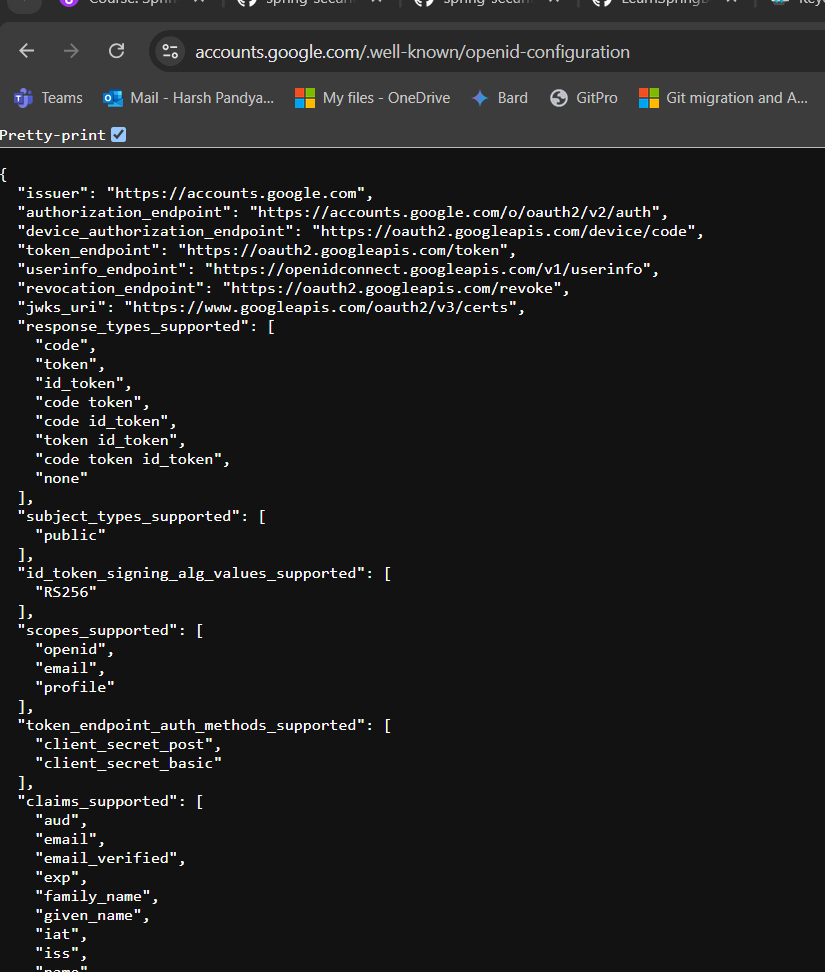 Course: Spri
spring-secur
spring-secur
LearnSpring
Key
accounts.google.com/.well-known/openid-configuration
Teams
Mail - Harsh Pandya...
My files - OneDrive
Bard
GitPro
Git migration and A...
Pretty-print
{
"issuer": "https://accounts.google.com",
"authorization_endpoint": "https://accounts.google.com/o/oauth2/v2/auth",
"device_authorization_endpoint": "https://oauth2.googleapis.com/device/code",
"token_endpoint": "https://oauth2.googleapis.com/token",
"userinfo_endpoint": "https://openidconnect.googleapis.com/v1/userinfo",
"revocation_endpoint": "https://oauth2.googleapis.com/revoke",
"jwks_uri": "https://www.googleapis.com/oauth2/v3/certs",
"response_types_supported": [
"code",
"token",
"id_token",
"code token",
"code id_token",
"token id_token",
"code token id_token",
"none"
],
"subject_types_supported": [
"public"
],
"id_token_signing_alg_values_supported": [
"RS256"
],
"scopes_supported": [
"openid",
"email",
"profile"
],
"token_endpoint_auth_methods_supported": [
"client_secret_post",
"client_secret_basic"
],
"claims_supported": [
"aud",
"email",
"email_verified",
"exp",
"family_name",
"given_name",
"iat",
"iss",
"name"